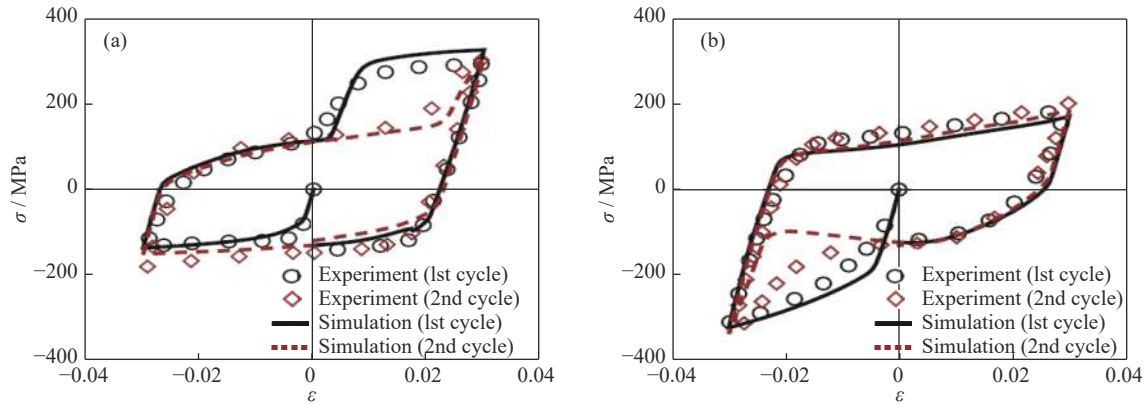 400
(a)
200
0
−200
−400
−0.04
−0.02
0
0.02
0.04
σ / MPa
ε
Experiment (lst cycle)
Experiment (2nd cycle)
Simulation (lst cycle)
Simulation (2nd cycle)
400
(b)
200
0
−200
−400
−0.04
−0.02
0
0.02
0.04
σ / MPa
ε
Experiment (lst cycle)
Experiment (2nd cycle)
Simulation (lst cycle)
Simulation (2nd cycle)